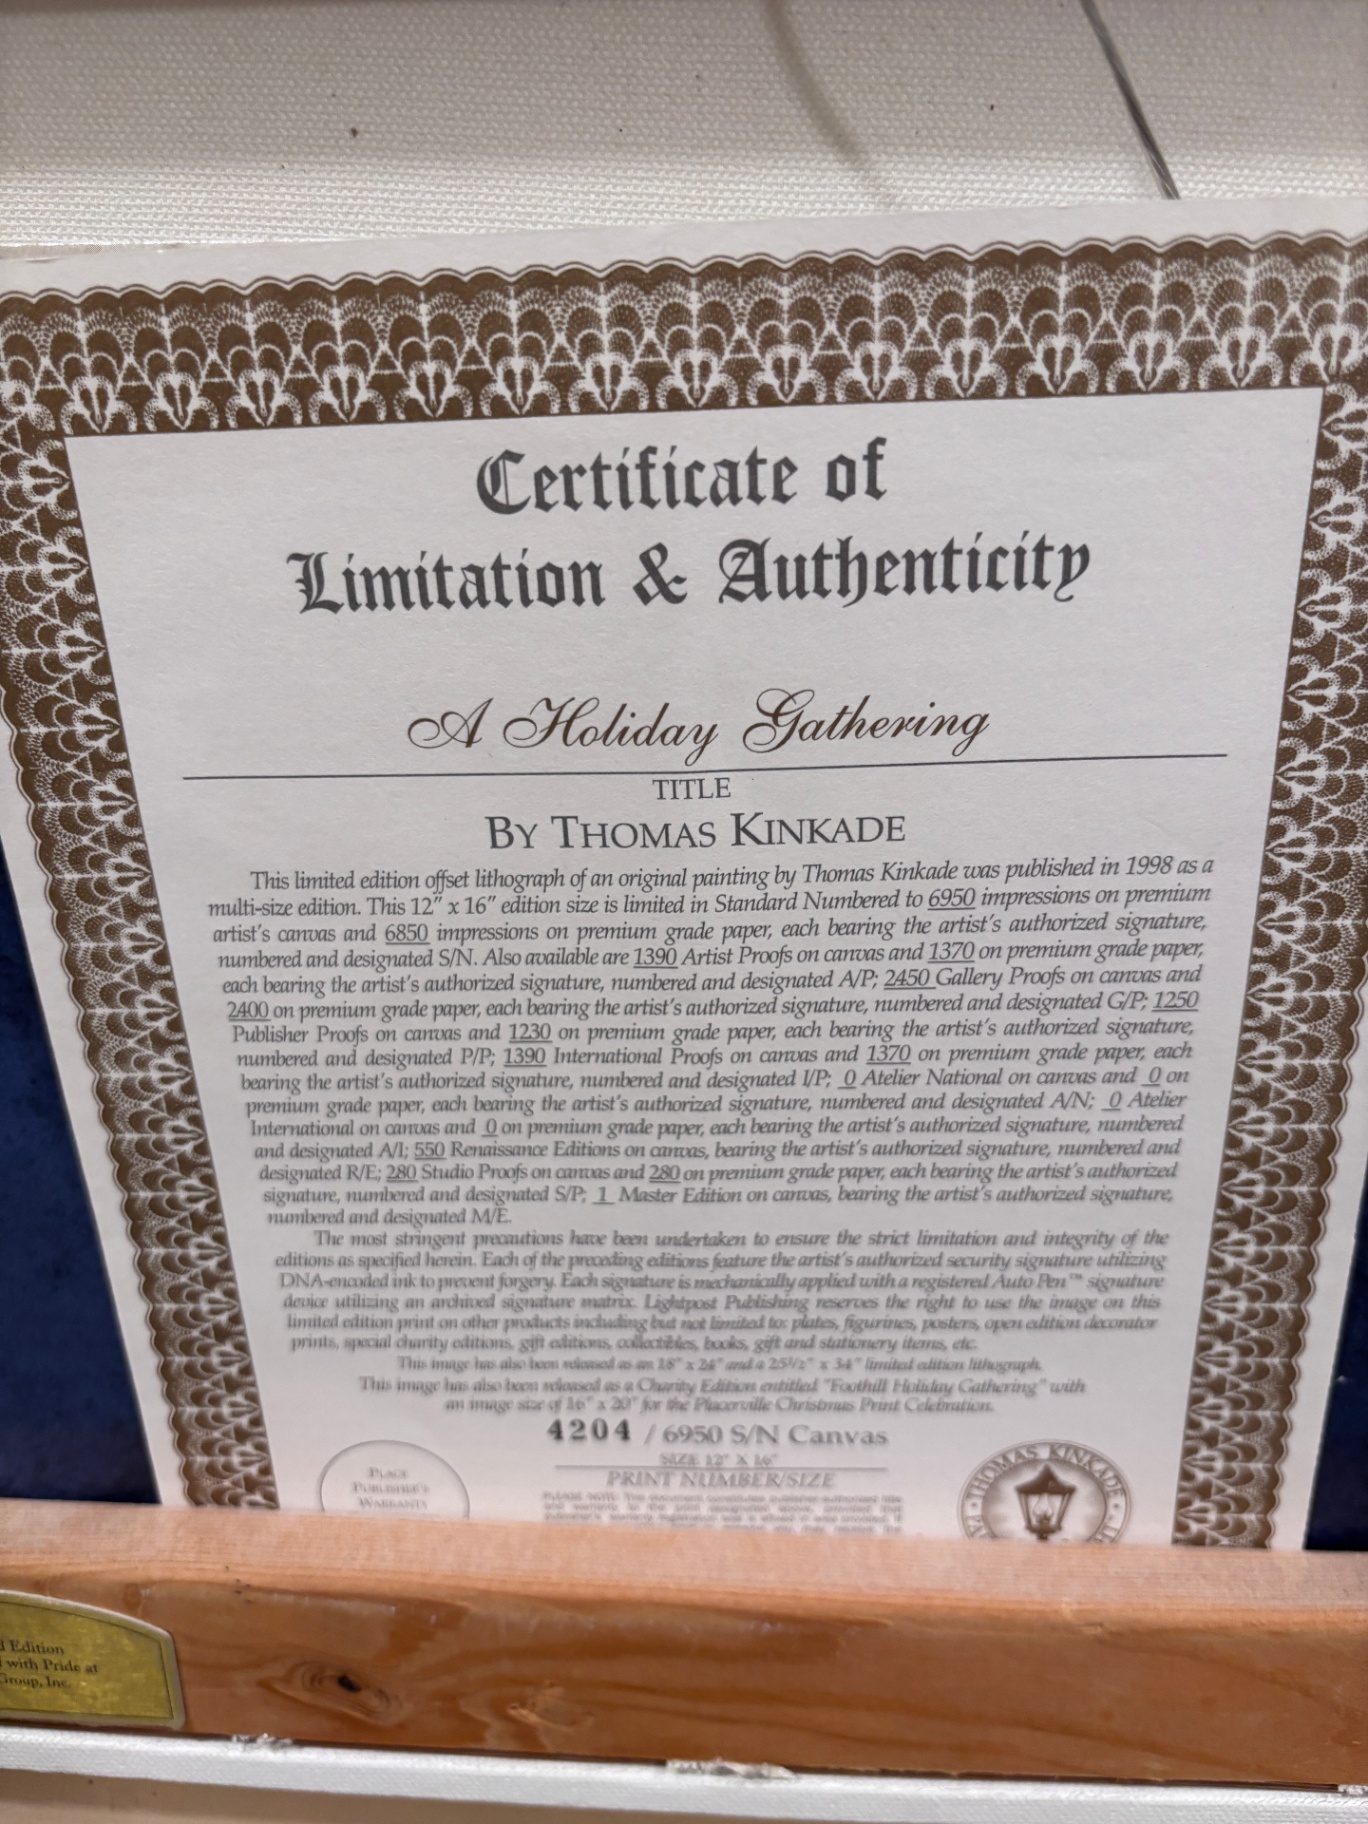 Certificate of
Limitation & Authenticity
A Holiday Gathering
TITLE
BY THOMAS KINKADE
This limited edition offset lithograph of an original painting by Thomas Kinkade was published in 1998 as a
multi-size edition. This 12" x 16" edition size is limited in Standard Numbered to 6950 impressions on premium
artist's canvas and 6850 impressions on premium grade paper, each bearing the artist's authorized signature,
numbered and designated S/N. Also available are 1390 Artist Proofs on canvas and 1370 on premium grade paper,
each bearing the artist's authorized signature, numbered and designated A/P; 2450 Gallery Proofs on canvas and
2400 on premium grade paper, each bearing the artist's authorized signature, numbered and designated G/P; 1250
Publisher Proofs on canvas and 1230 on premium grade paper, each bearing the artist's authorized signature,
numbered and designated P/P; 1390 International Proofs on canvas and 1370 on premium grade paper, each
bearing the artist's authorized signature, numbered and designated I/P; 0 Atelier National on canvas and 0 on
premium grade paper, each bearing the artist's authorized signature, numbered and designated A/N; 0 Atelier
International on canvas and 0 on premium grade paper, each bearing the artist's authorized signature, numbered
and designated A/I; 550 Renaissance Editions on canvas, bearing the artist's authorized signature, numbered and
designated R/E; 280 Studio Proofs on canvas and 280 on premium grade paper, each bearing the artist's authorized
signature, numbered and designated S/P; 1 Master Edition on canvas, bearing the artist's authorized signature,
numbered and designated M/E.
The most stringent precautions have been undertaken to ensure the strict limitation and integrity of the
editions as specified herein. Each of the preceding editions feature the artist's authorized security signature utilizing
DNA-encoded ink to prevent forgery. Each signature is mechanically applied with a registered Auto Pen™ signature
device utilizing an archived signature matrix. Lightpost Publishing reserves the right to use the image on this
limited edition print on other products including but not limited to: plates, figurines, posters, open edition decorator
prints, special charity editions, gift editions, collectibles, books, gift and stationery items, etc.
This image has also been released as an 18" x 24" and a 25½" x 34" limited edition lithograph.
This image has also been released as a Charity Edition entitled "Foothill Holiday Gathering" with
an image size of 16" x 20" for the Placerville Christmas Print Celebration.
4204 / 6950 S/N Canvas
SIZE 12" X 16"
PRINT NUMBER/SIZE
PLACE
PUBLISHER'S
WARRANTY
THOMAS KINKADE
Edition
with Pride at
Group, Inc.